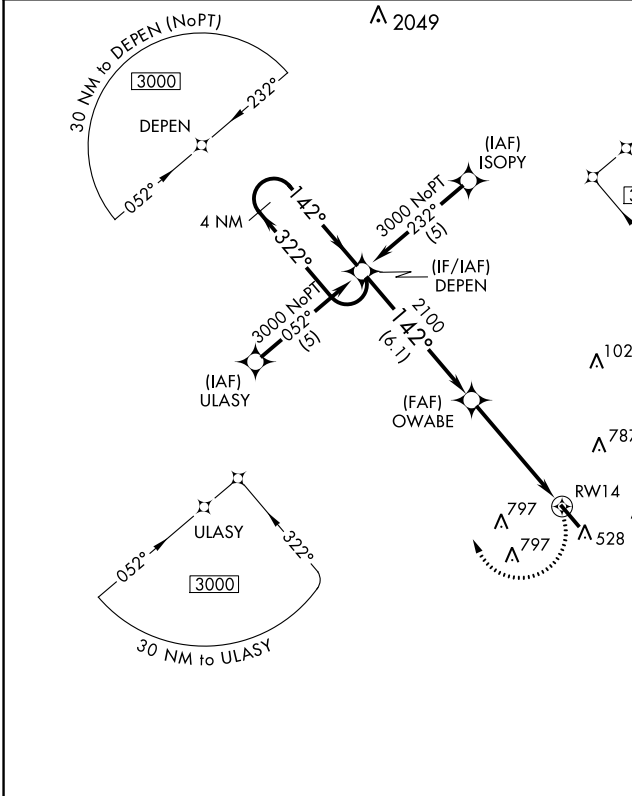 2049
30 NM to DEPEN (NoPT)
3000
232°
DEPEN
052°
(IAF)
ISOPY
3000 NoPT
232°
(5)
142°
4 NM
322°
(IF/IAF)
DEPEN
3000 NoPT
052°
(5)
2100
142°
(6.1)
(IAF)
ULASY
(FAF)
OWABE
102
787
RW14
797
797
528
ULASY
052°
322°
3000
30 NM to ULASY